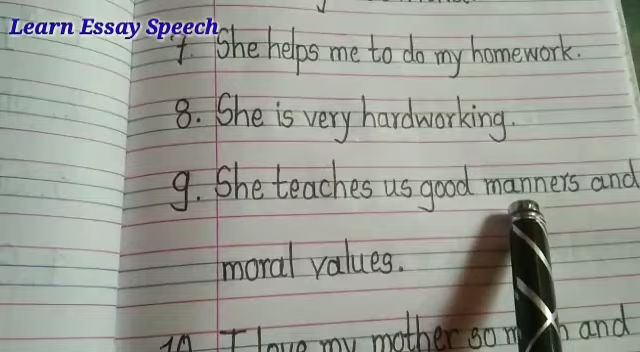 Learn Essay Speech
7. She helps me to do my homework.
8. She is very hardworking.
9. She teaches us good manners and
moral values.
10. I love my mother so and